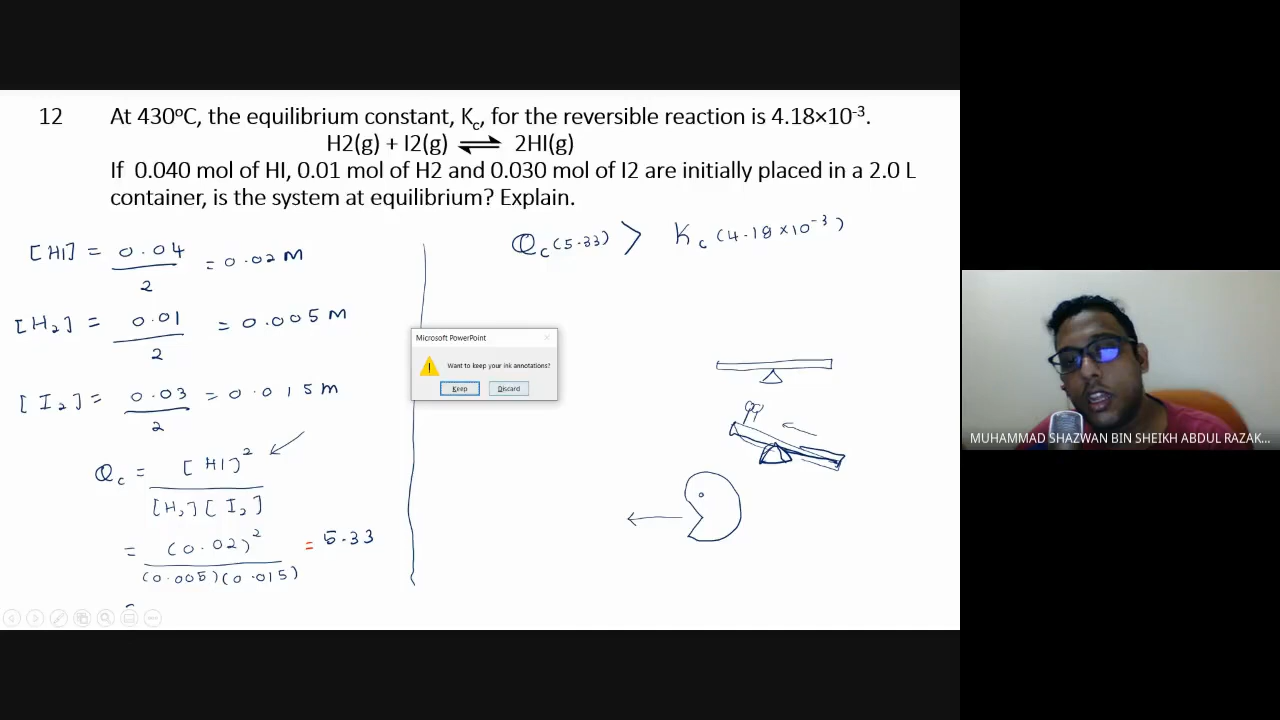 12 At 430°C, the equilibrium constant, Kc, for the reversible reaction is 4.18×10-3.
H2(g) + I2(g) ⇌ 2HI(g)
If 0.040 mol of HI, 0.01 mol of H2 and 0.030 mol of I2 are initially placed in a 2.0 L
container, is the system at equilibrium? Explain.
[HI] = 0.04 / 2 = 0.02 M
[H2] = 0.01 / 2 = 0.005 M
[I2] = 0.03 / 2 = 0.015 M
Qc = [HI]² / [H2][I2]
= (0.02)² / (0.005)(0.015) = 5.33
=
Qc (5.33) > Kc (4.18 × 10-3)
Microsoft PowerPoint
Want to keep your ink annotations?
Keep Discard
MUHAMMAD SHAZWAN BIN SHEIKH ABDUL RAZAK...